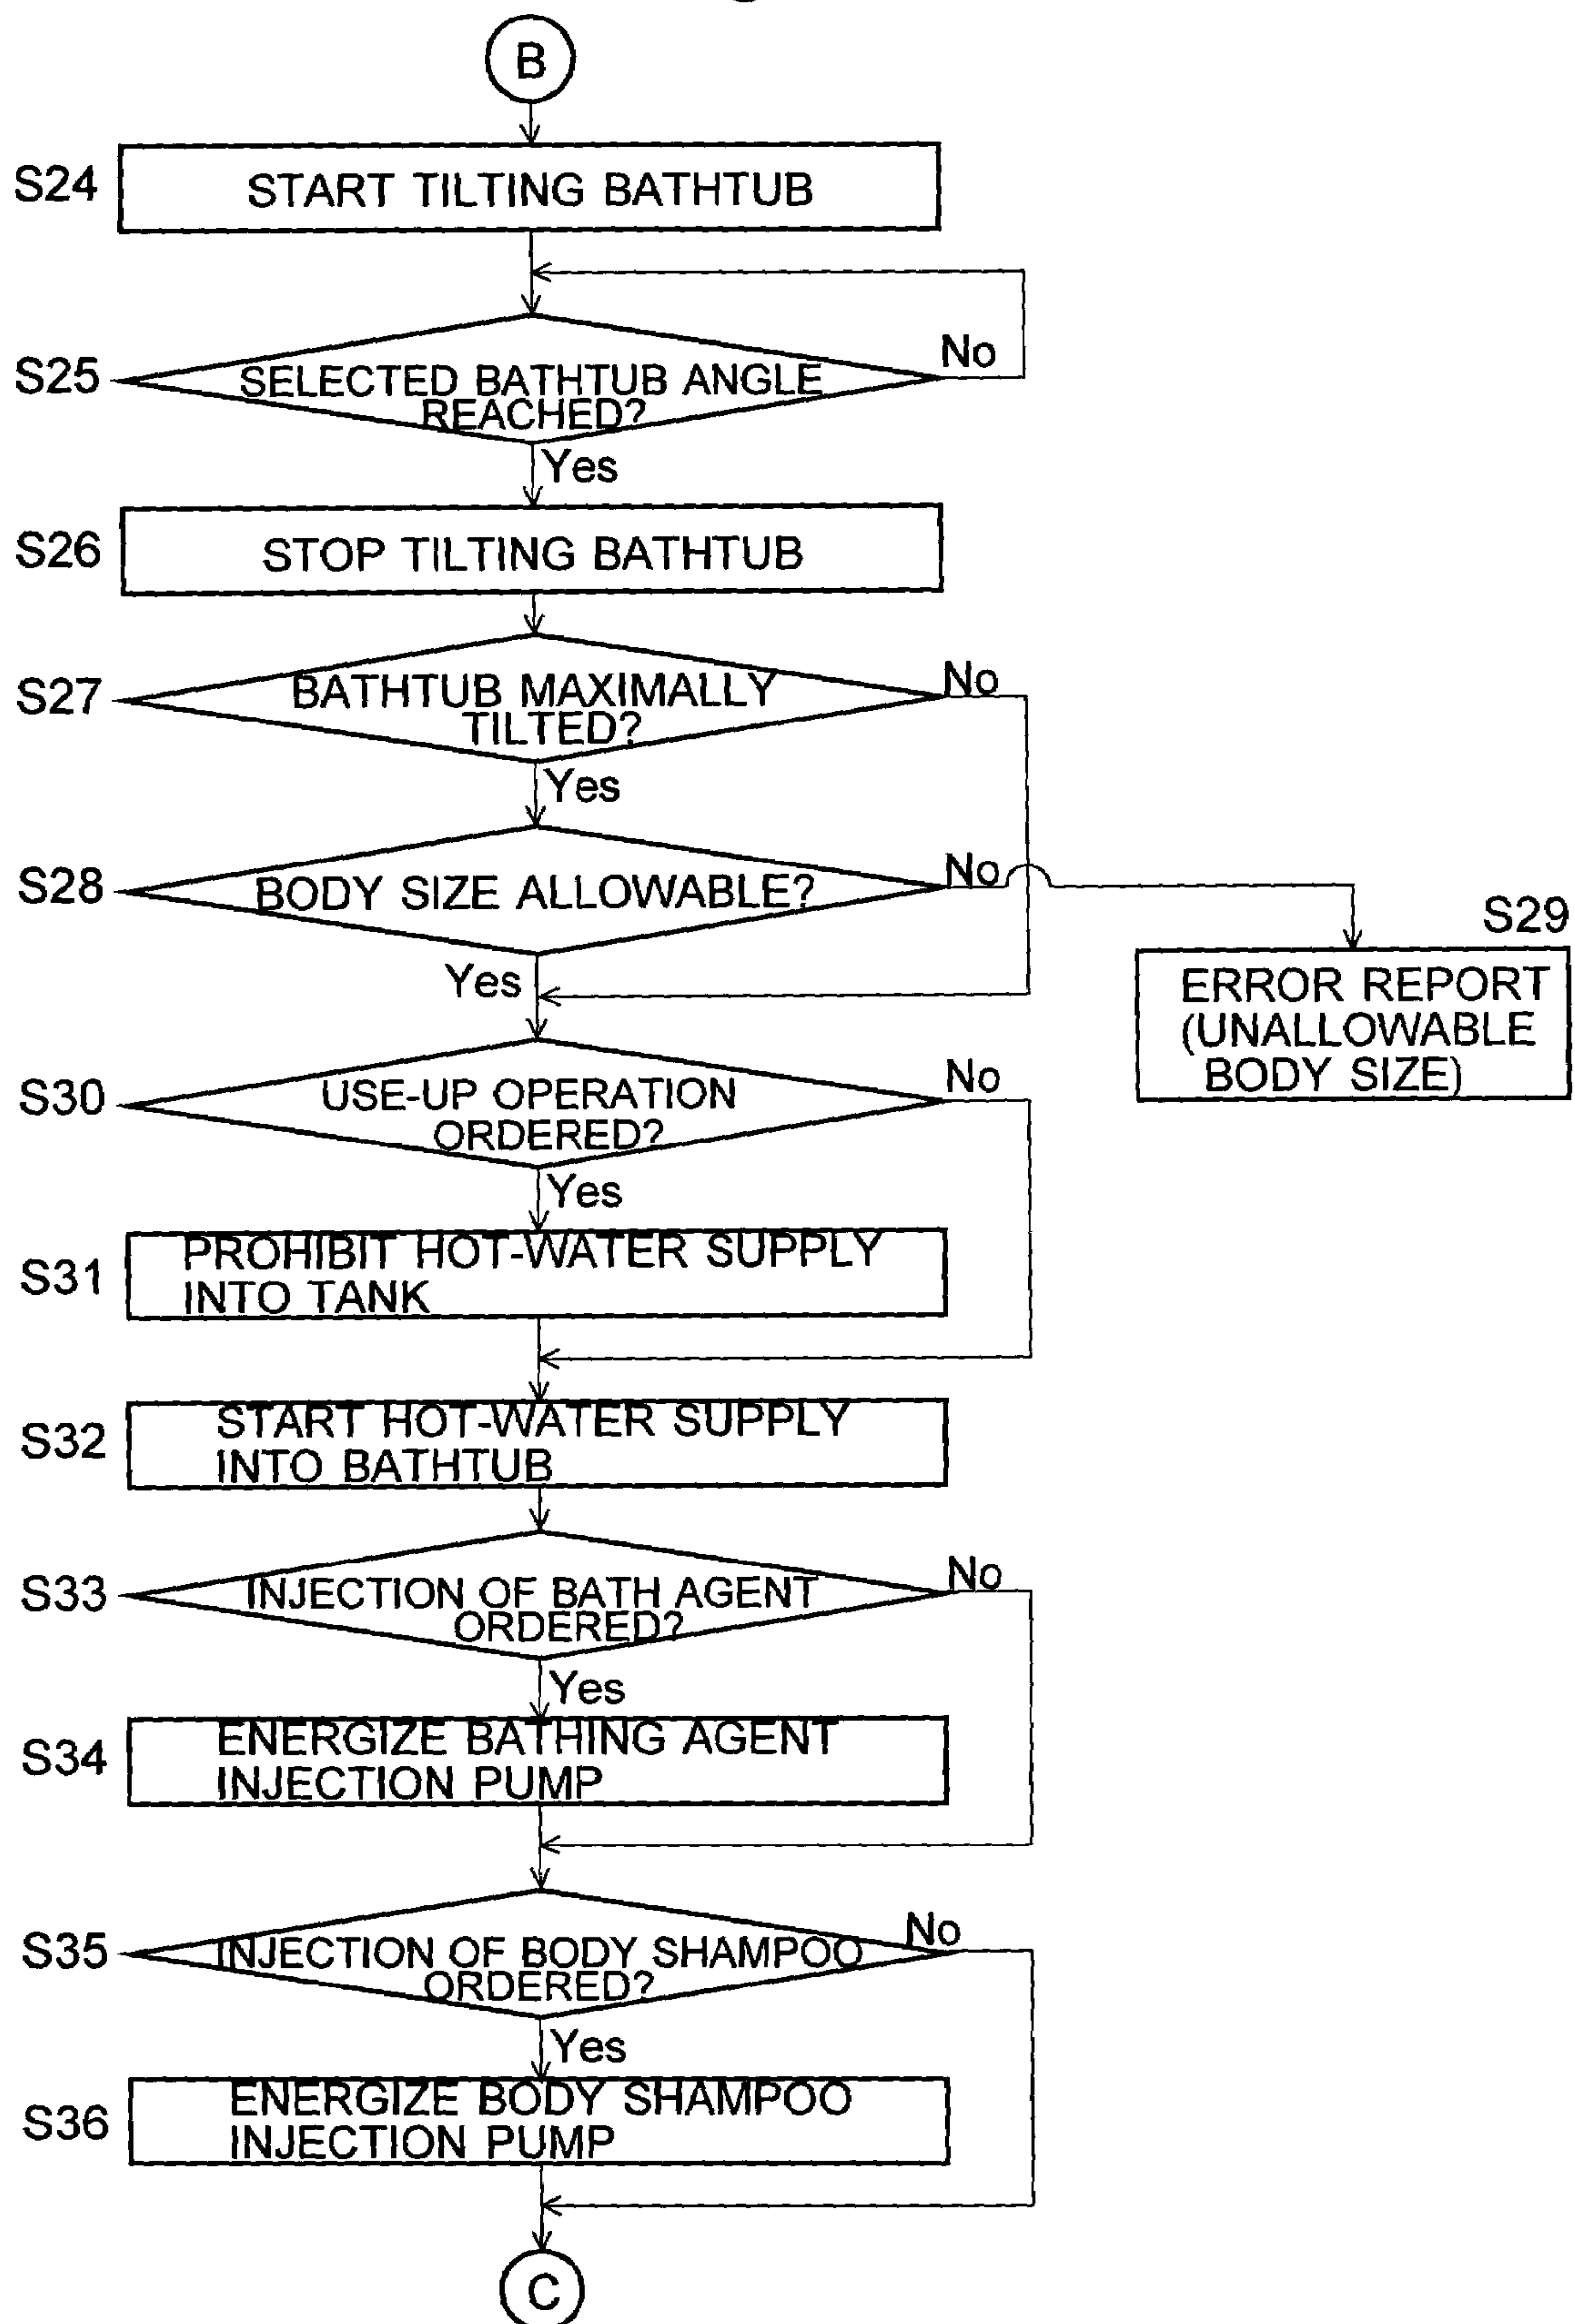 B
S24
START TILTING BATHTUB
No
S25
SELECTED BATHTUB ANGLE
REACHED?
Yes
S26
STOP TILTING BATHTUB
S27
BATHTUB MAXIMALLY
TILTED?
No
Yes
S28
BODY SIZE ALLOWABLE?
No
S29
ERROR REPORT
(UNALLOWABLE
BODY SIZE)
Yes
S30
USE-UP OPERATION
ORDERED?
No
Yes
S31
PROHIBIT HOT-WATER SUPPLY
INTO TANK
S32
START HOT-WATER SUPPLY
INTO BATHTUB
S33
INJECTION OF BATH AGENT
ORDERED?
No
Yes
S34
ENERGIZE BATHING AGENT
INJECTION PUMP
S35
INJECTION OF BODY SHAMPOO
ORDERED?
No
Yes
S36
ENERGIZE BODY SHAMPOO
INJECTION PUMP
C